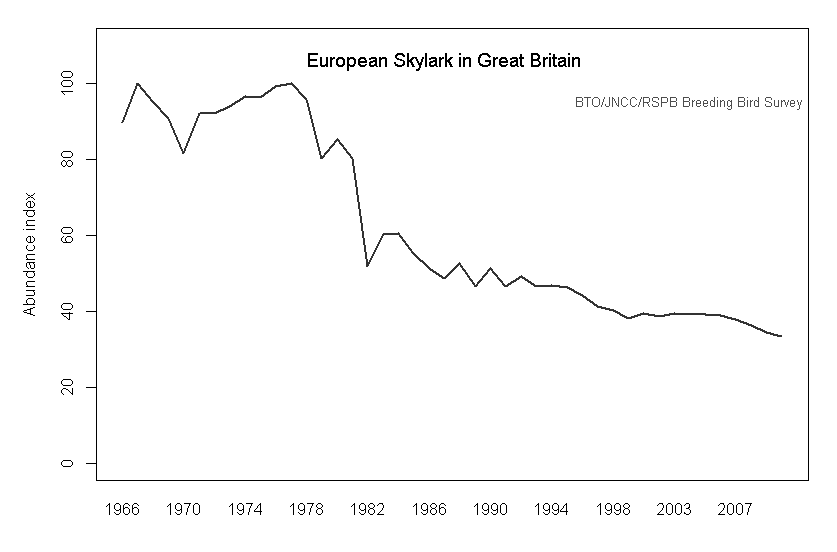 European Skylark in Great Britain
BTO/JNCC/RSPB Breeding Bird Survey
Abundance index
100
80
60
40
20
0
1966 1970 1974 1978 1982 1986 1990 1994 1998 2003 2007